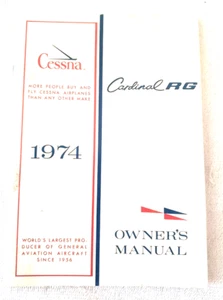 Cessna
MORE PEOPLE BUY AND
FLY CESSNA AIRPLANES
THAN ANY OTHER MAKE
1974
WORLD'S LARGEST PRO-
DUCER OF GENERAL
AVIATION AIRCRAFT
SINCE 1956
Cardinal RG
OWNER'S
MANUAL